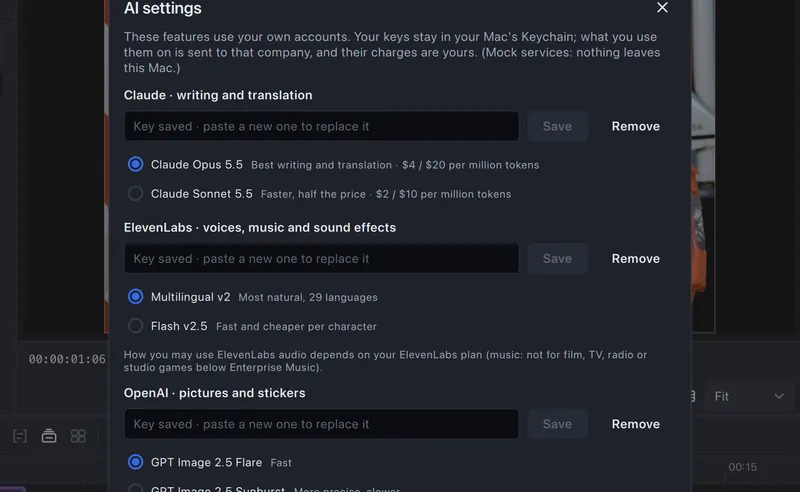 AI settings
These features use your own accounts. Your keys stay in your Mac's Keychain; what you
use them on is sent to that company, and their charges are yours. (Mock services: nothing leaves
this Mac.)
Claude · writing and translation
Key saved · paste a new one to replace it
Save
Remove
Claude Opus 5.5 Best writing and translation · $4 / $20 per million tokens
Claude Sonnet 5.5 Faster, half the price · $2 / $10 per million tokens
ElevenLabs · voices, music and sound effects
Key saved · paste a new one to replace it
Save
Remove
Multilingual v2 Most natural, 29 languages
Flash v2.5 Fast and cheaper per character
00:00:01:06
How you may use ElevenLabs audio depends on your ElevenLabs plan (music: not for film, TV, radio or
studio games below Enterprise Music).
OpenAI · pictures and stickers
Fit
Key saved · paste a new one to replace it
Save
Remove
GPT Image 2.5 Flare Fast
00:15
GPT Image 2.5 Sunburst More precise, slower